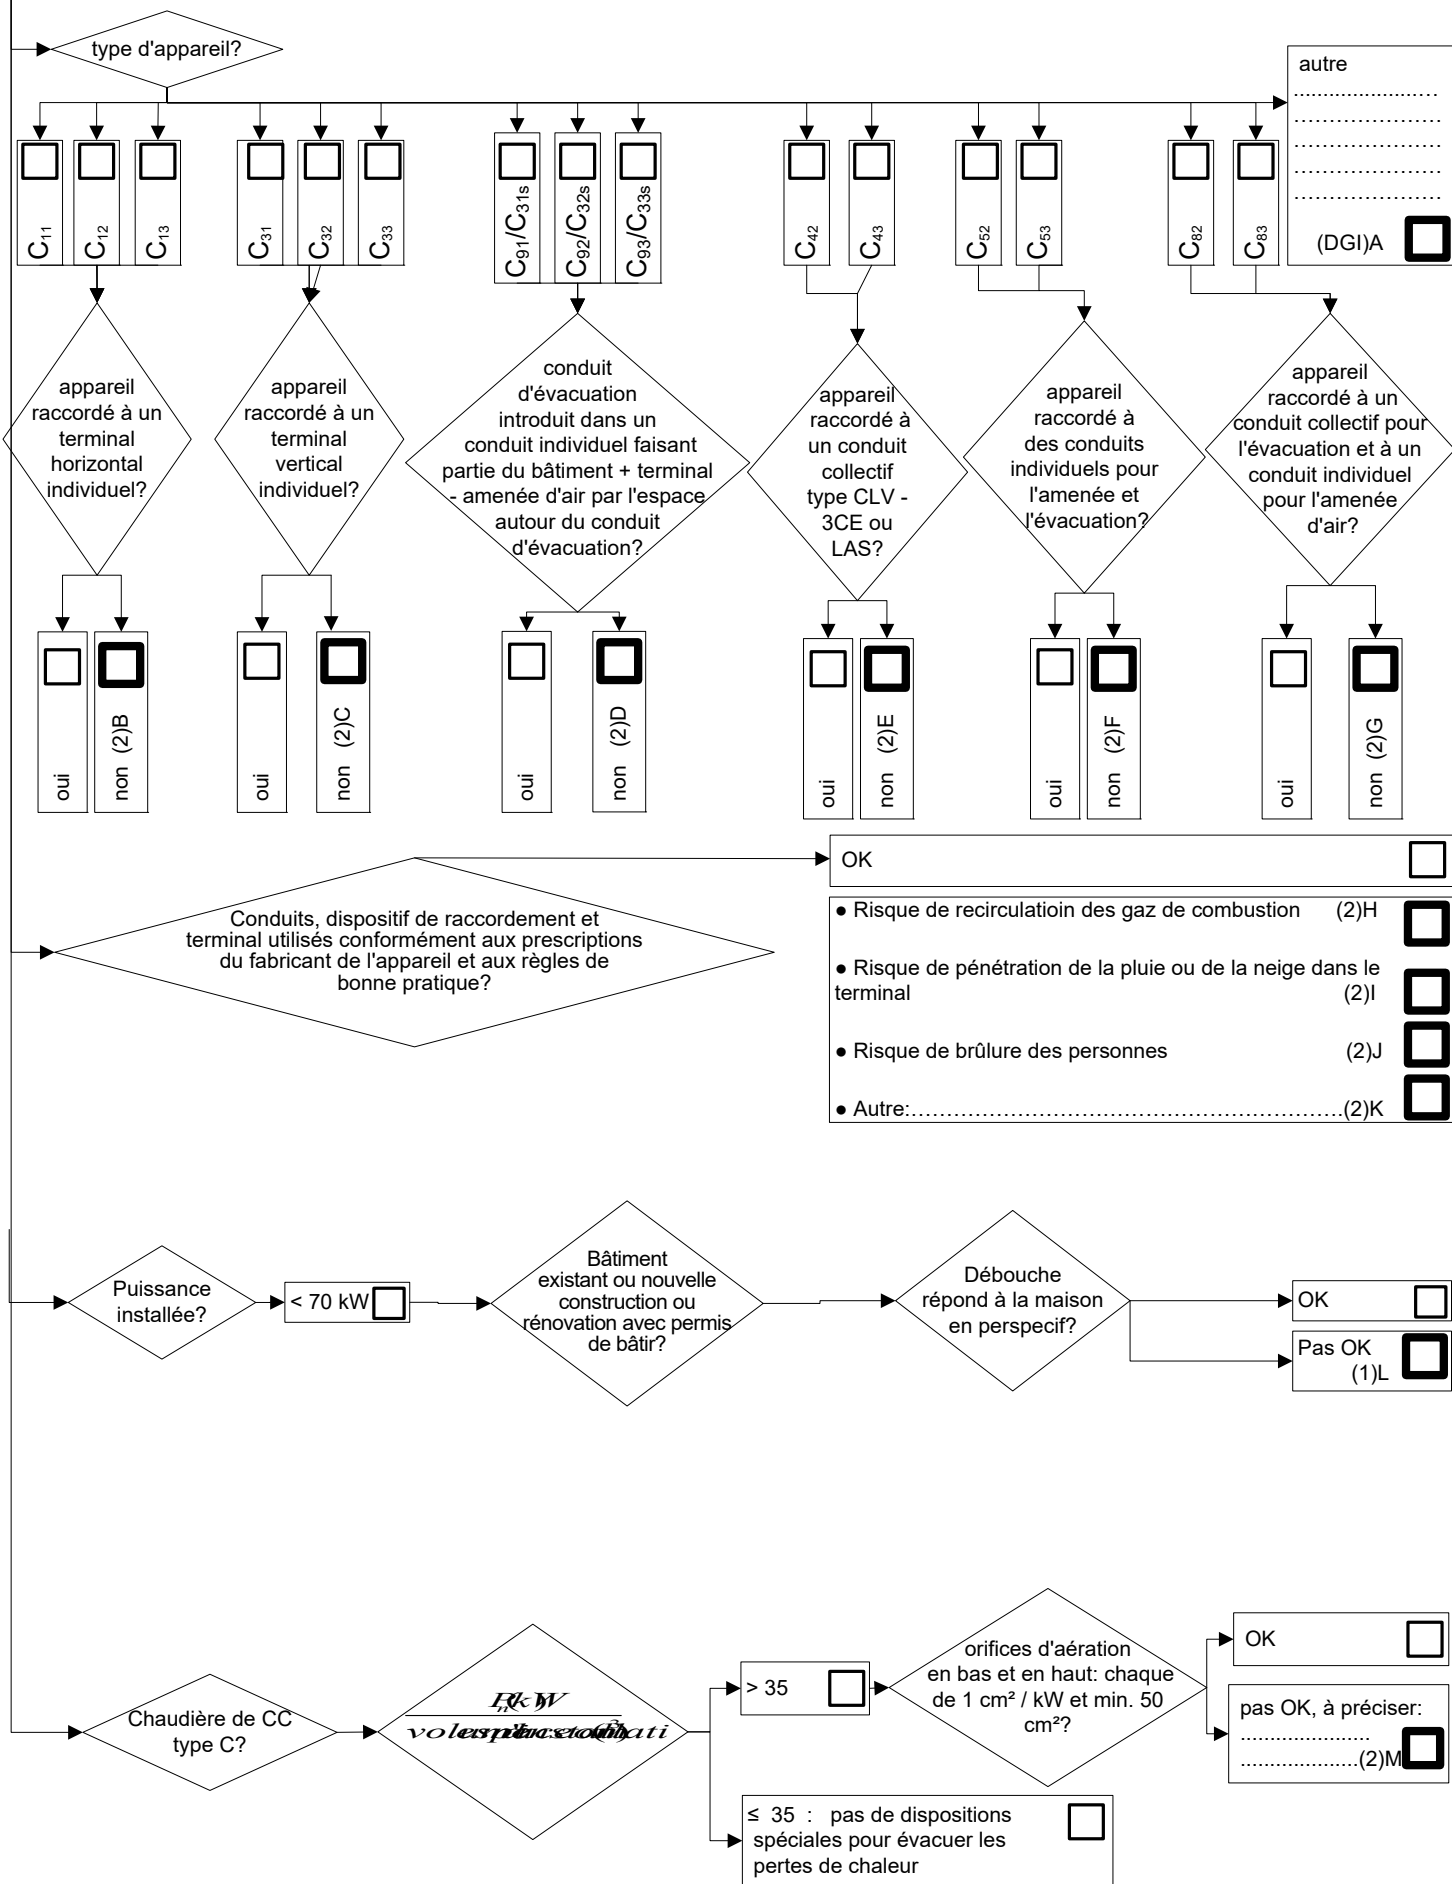 type d'appareil?
autre
........................
........................
........................
........................
........................
(DGI)A
C11
C12
C13
C31
C32
C33
C91/C31s
C92/C32s
C93/C33s
C42
C43
C52
C53
C82
C83
appareil
raccordé à un
terminal
horizontal
individuel?
appareil
raccordé à un
terminal
vertical
individuel?
conduit
d'évacuation
introduit dans un
conduit individuel faisant
partie du bâtiment + terminal
- amenée d'air par l'espace
autour du conduit
d'évacuation?
appareil
raccordé à
un conduit
collectif
type CLV -
3CE ou
LAS?
appareil
raccordé à
des conduits
individuels pour
l'amenée et
l'évacuation?
appareil
raccordé à un
conduit collectif pour
l'évacuation et à un
conduit individuel
pour l'amenée
d'air?
oui
non (2)B
oui
non (2)C
oui
non (2)D
oui
non (2)E
oui
non (2)F
oui
non (2)G
Conduits, dispositif de raccordement et
terminal utilisés conformément aux prescriptions
du fabricant de l'appareil et aux règles de
bonne pratique?
OK
● Risque de recirculatioin des gaz de combustion (2)H
● Risque de pénétration de la pluie ou de la neige dans le
terminal (2)I
● Risque de brûlure des personnes (2)J
● Autre:.............................................................(2)K
Puissance
installée?
< 70 kW
Bâtiment
existant ou nouvelle
construction ou
rénovation avec permis
de bâtir?
Débouche
répond à la maison
en perspecif?
OK
Pas OK
(1)L
Chaudière de CC
type C?
> 35
orifices d'aération
en bas et en haut: chaque
de 1 cm² / kW et min. 50
cm²?
OK
pas OK, à préciser:
......................
....................(2)M
≤ 35 : pas de dispositions
spéciales pour évacuer les
pertes de chaleur